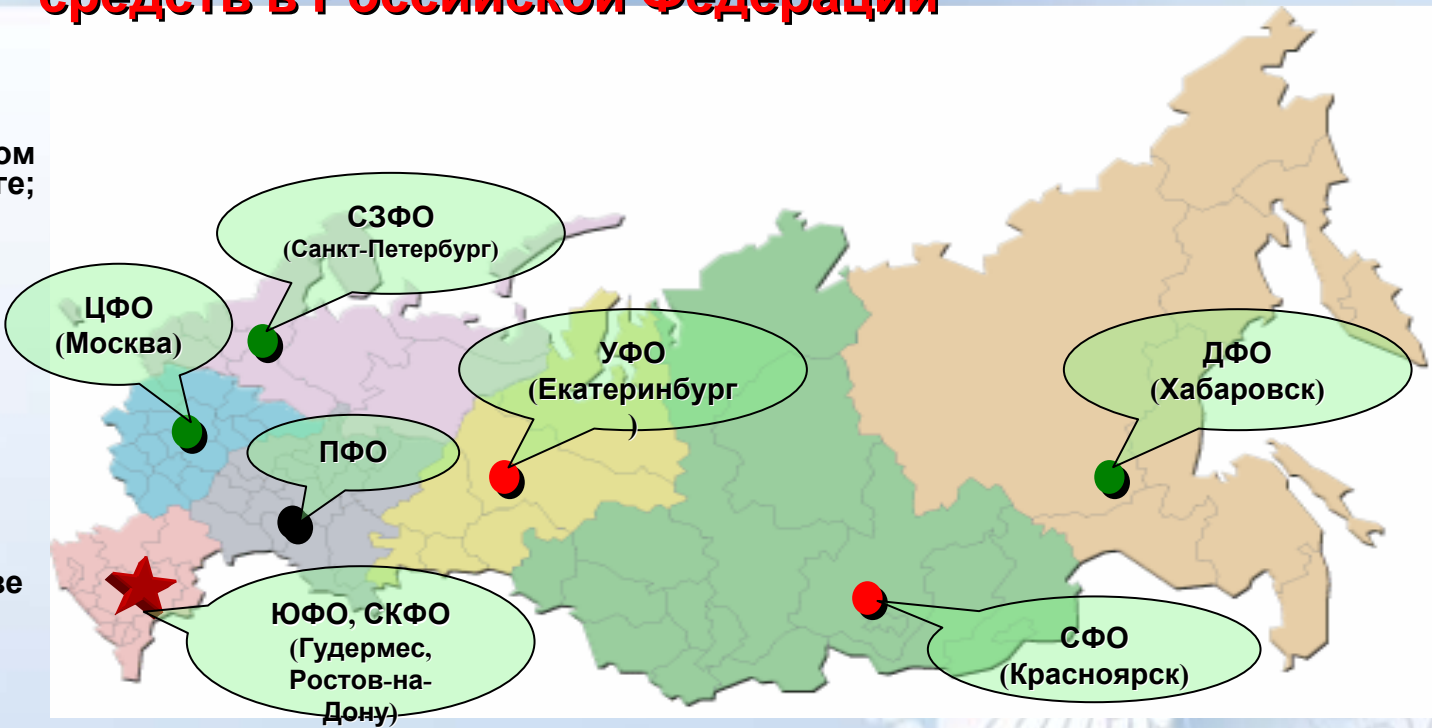 средств в Российской Федерации
ом
ге;
СЗФО
(Санкт-Петербург)
ЦФО
(Москва)
УФО
(Екатеринбург
)
ДФО
(Хабаровск)
ПФО
ве
ЮФО, СКФО
(Гудермес,
Ростов-на-
Дону)
СФО
(Красноярск)